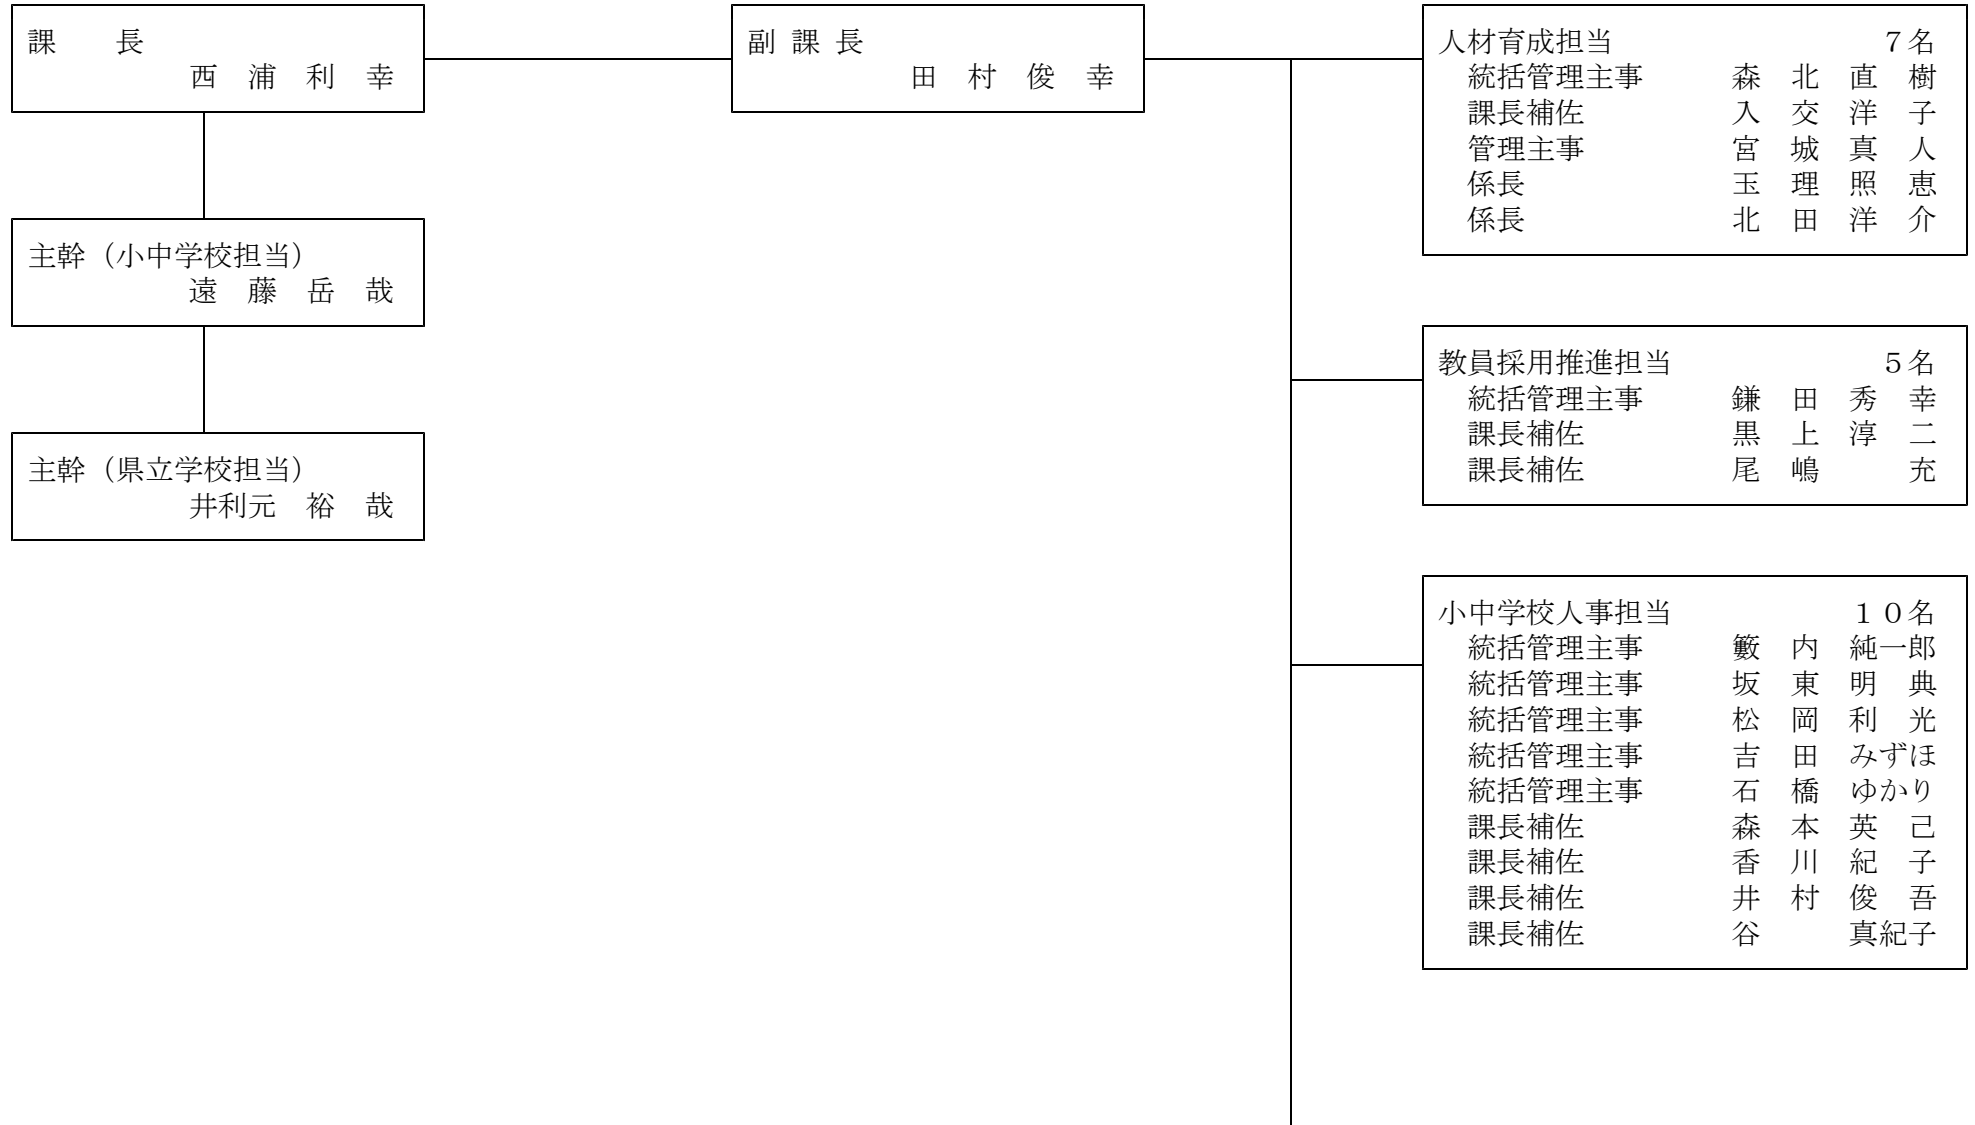 課　　長
西　浦　利　幸
主幹（小中学校担当）
遠　藤　岳　哉
主幹（県立学校担当）
井利元　裕　哉
副 課 長
田　村　俊　幸
人材育成担当　７名
統括管理主事　森　北　直　樹
課長補佐　入　交　洋　子
管理主事　宮　城　真　人
係長　玉　理　照　恵
係長　北　田　洋　介
教員採用推進担当　５名
統括管理主事　鎌　田　秀　幸
課長補佐　黒　上　淳　二
課長補佐　尾　嶋　　　充
小中学校人事担当　１０名
統括管理主事　籔　内　純一郎
統括管理主事　坂　東　明　典
統括管理主事　松　岡　利　光
統括管理主事　吉　田　みずほ
統括管理主事　石　橋　ゆかり
課長補佐　森　本　英　己
課長補佐　香　川　紀　子
課長補佐　井　村　俊　吾
課長補佐　谷　　　真紀子